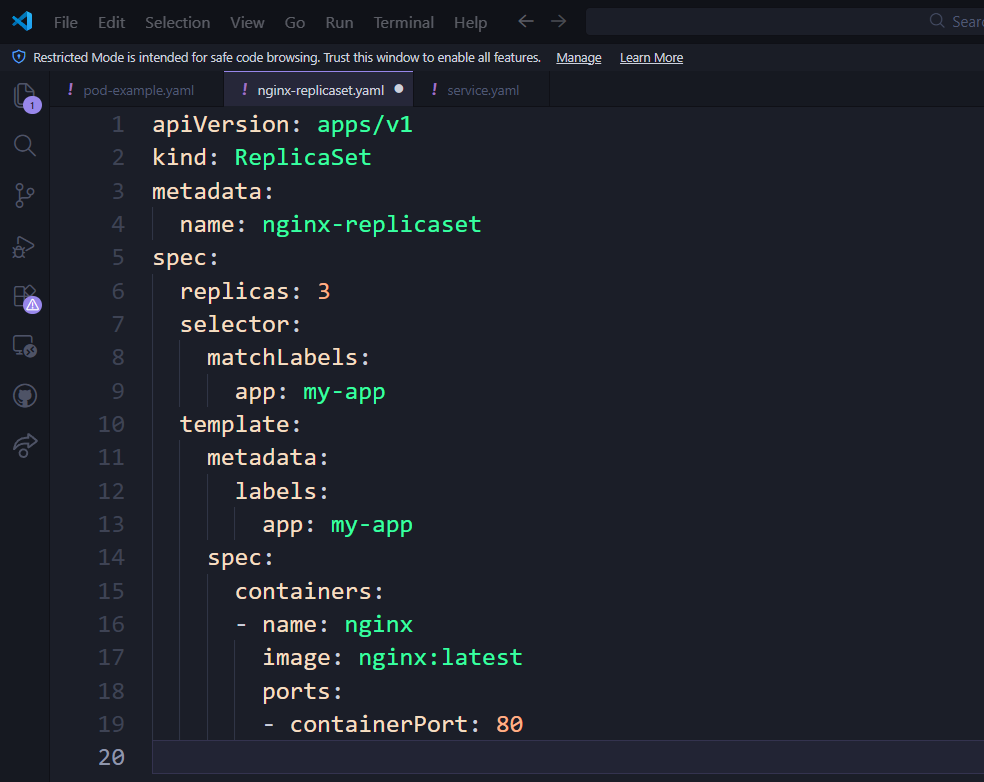 File Edit Selection View Go Run Terminal Help
Restricted Mode is intended for safe code browsing. Trust this window to enable all features. Manage Learn More
1
! pod-example.yaml ! nginx-replicaset.yaml ! service.yaml
1 apiVersion: apps/v1
2 kind: ReplicaSet
3 metadata:
4   name: nginx-replicaset
5 spec:
6   replicas: 3
7   selector:
8     matchLabels:
9       app: my-app
10   template:
11     metadata:
12       labels:
13         app: my-app
14     spec:
15       containers:
16       - name: nginx
17         image: nginx:latest
18         ports:
19         - containerPort: 80
20